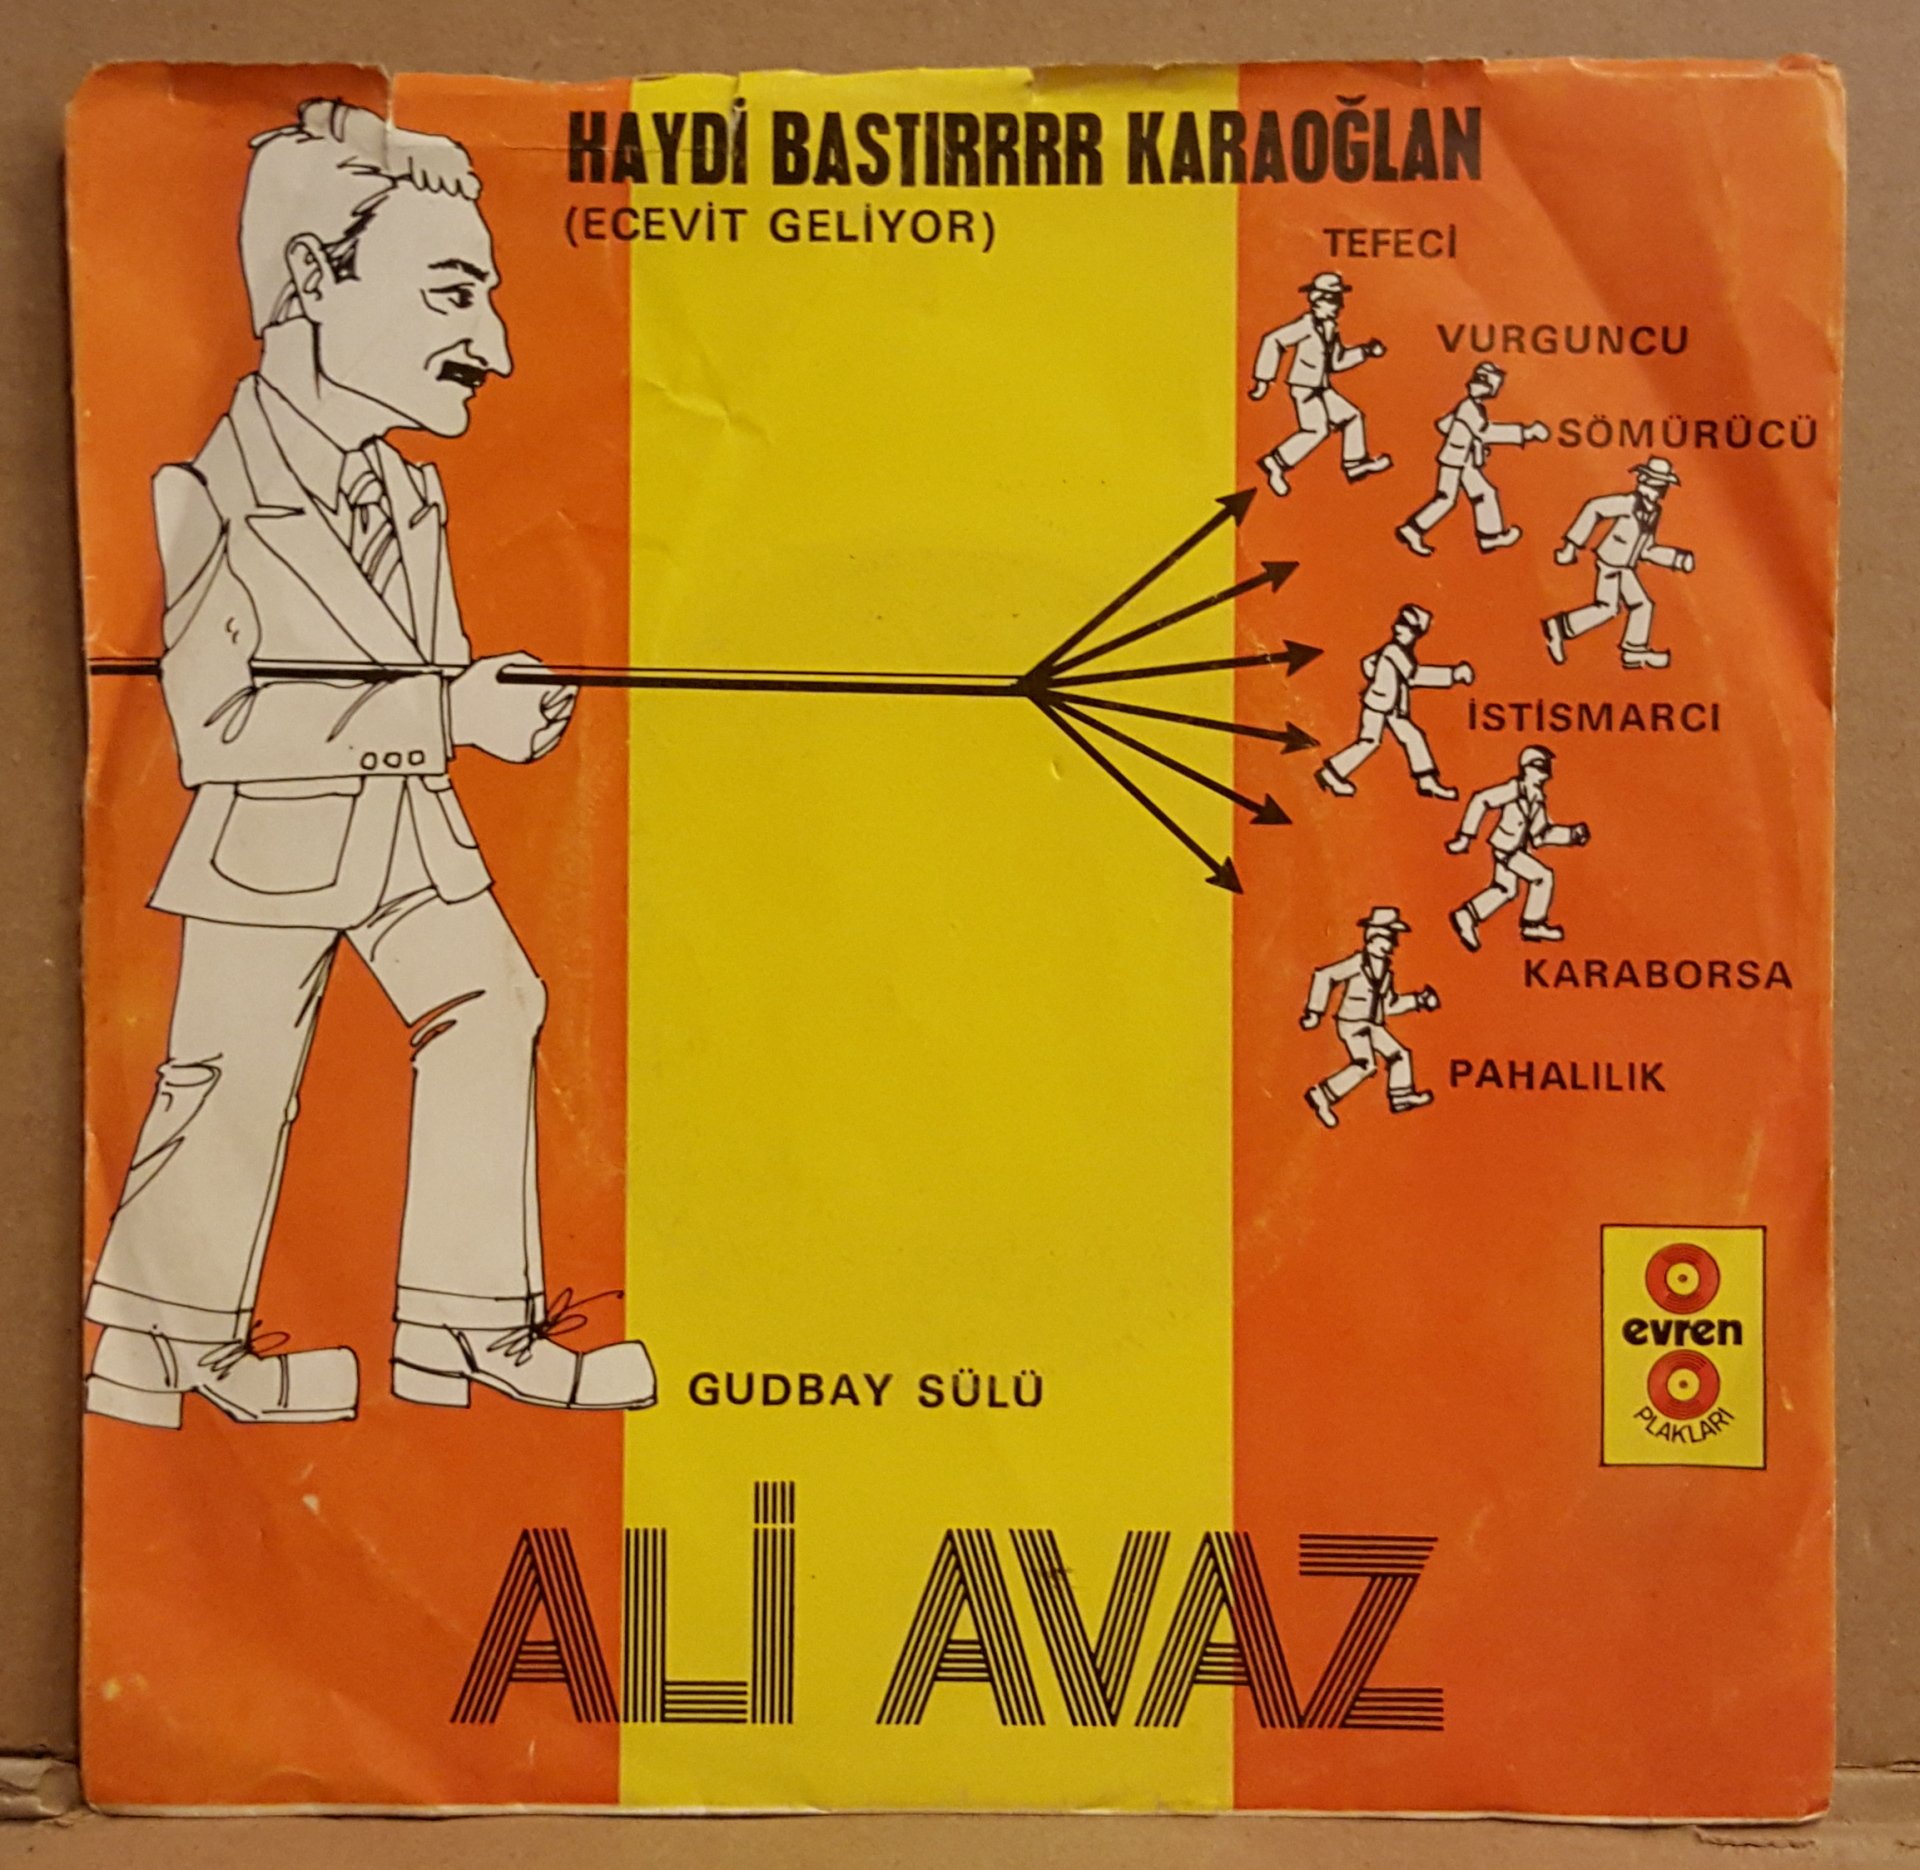 HAYDİ BASTIRRRR KARAOĞLAN
(ECEVİT GELİYOR)
TEFECİ
VURGUNCU
SÖMÜRÜCÜ
İSTİSMARCI
KARABORSA
PAHALILIK
evren
PLAKLARI
GUDBAY SÜLÜ
ALİ AVAZ